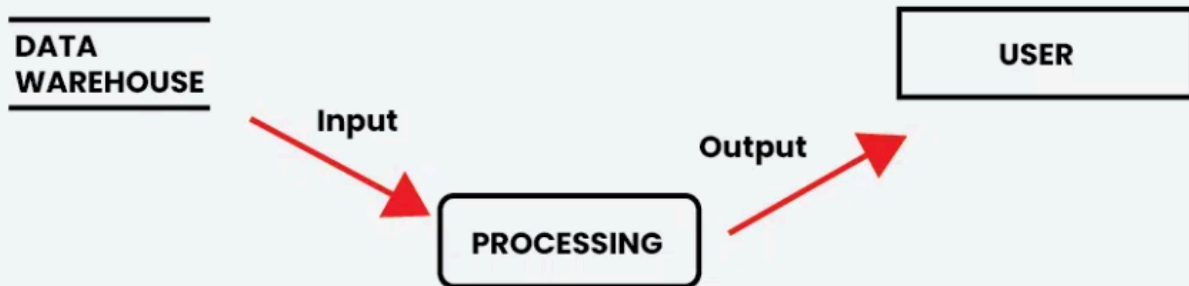 DATA
WAREHOUSE
Input
PROCESSING
Output
USER